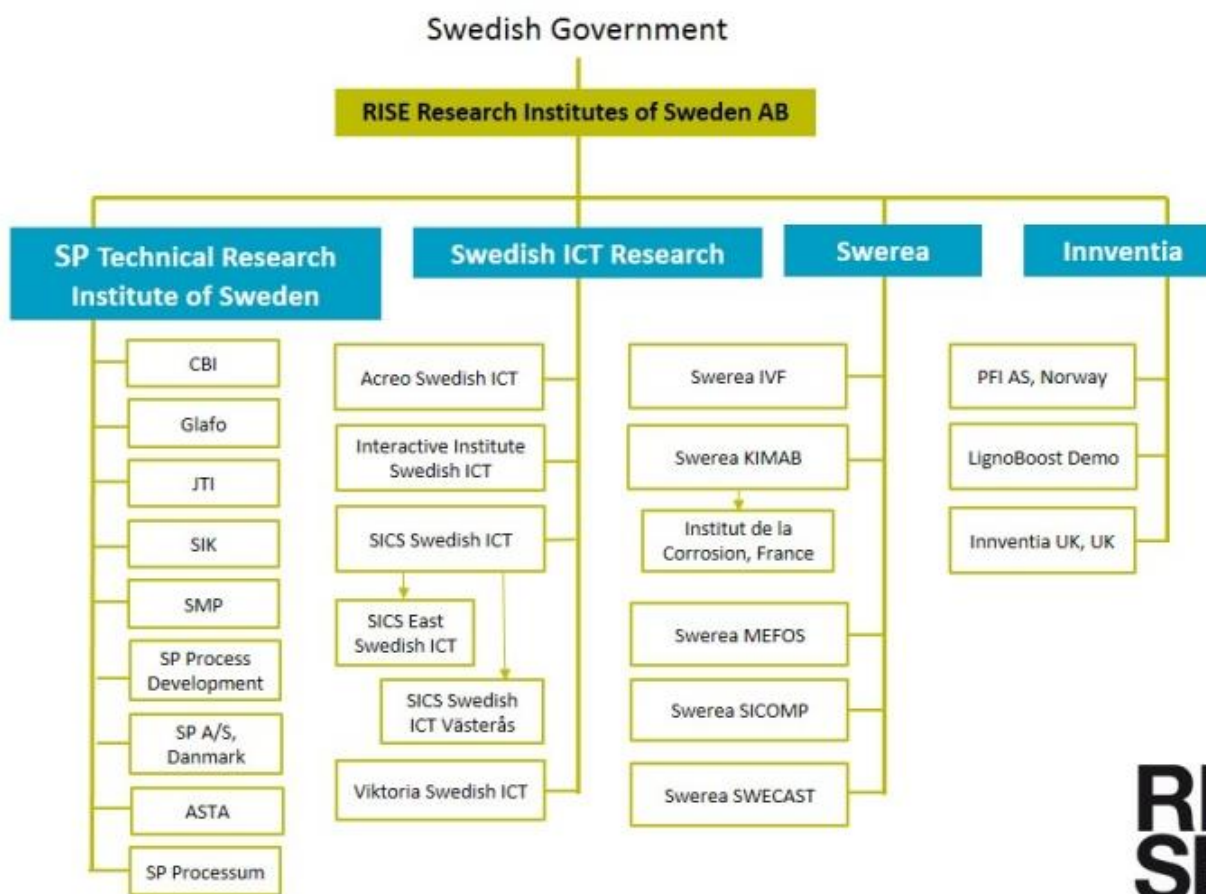 Swedish Government
RISE Research Institutes of Sweden AB
SP Technical Research
Institute of Sweden
CBI
Glafo
JTI
SIK
SMP
SP Process
Development
SP A/S,
Danmark
ASTA
SP Processum
Swedish ICT Research
Acreo Swedish ICT
Interactive Institute
Swedish ICT
SICS Swedish ICT
SICS East
Swedish ICT
SICS Swedish
ICT Västerås
Viktoria Swedish ICT
Swerea
Swerea IVF
Swerea KIMAB
Institut de la
Corrosion, France
Swerea MEFOS
Swerea SICOMP
Swerea SWECAST
Innventia
PFI AS, Norway
LignoBoost Demo
Innventia UK, UK